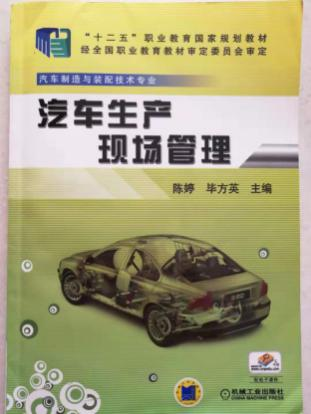 "十二五"职业教育国家规划教材
经全国职业教育教材审定委员会审定
汽车制造与装配技术专业
汽车生产
现场管理
陈婷 毕方英 主编
机械工业出版社
CHINA MACHINE PRESS